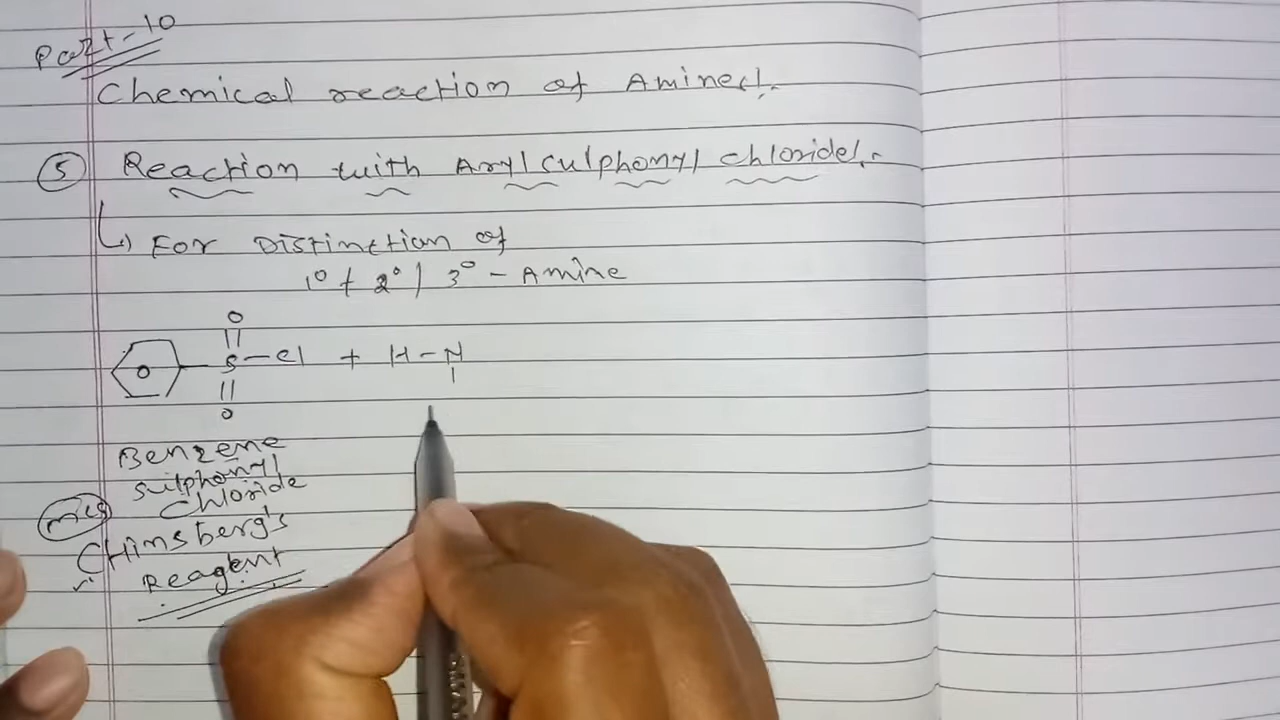 Part-10
Chemical reaction of Amines!.
⑤ Reaction with Arylsulphonyl chloride!.-
↳ For Distinction of
1° + 2° / 3° - Amine
O
S-Cl + H-N
O
Benzene
sulphonyl
chloride
mcq
(Hinsberg's
Reagent